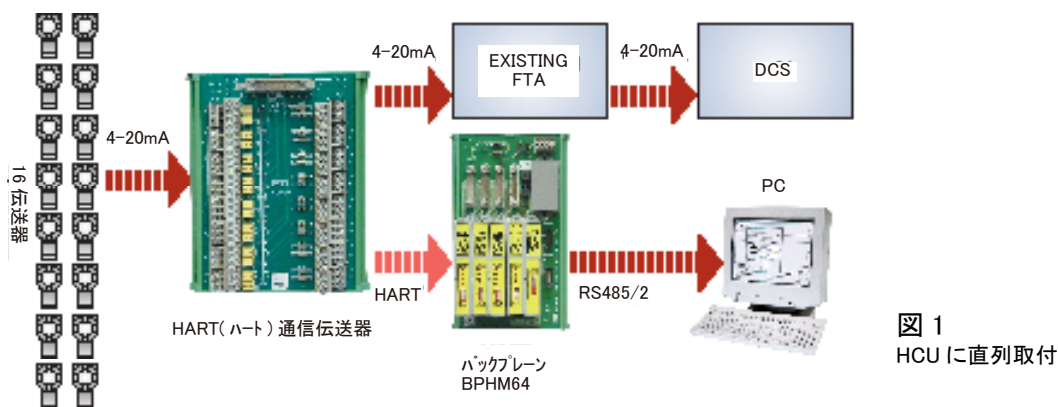 16 伝送器
4-20mA
4-20mA
EXISTING
FTA
4-20mA
DCS
HART
RS485/2
PC
HART(ハート)通信伝送器
バックプレーン
BPHM64
図 1
HCU に直列取付